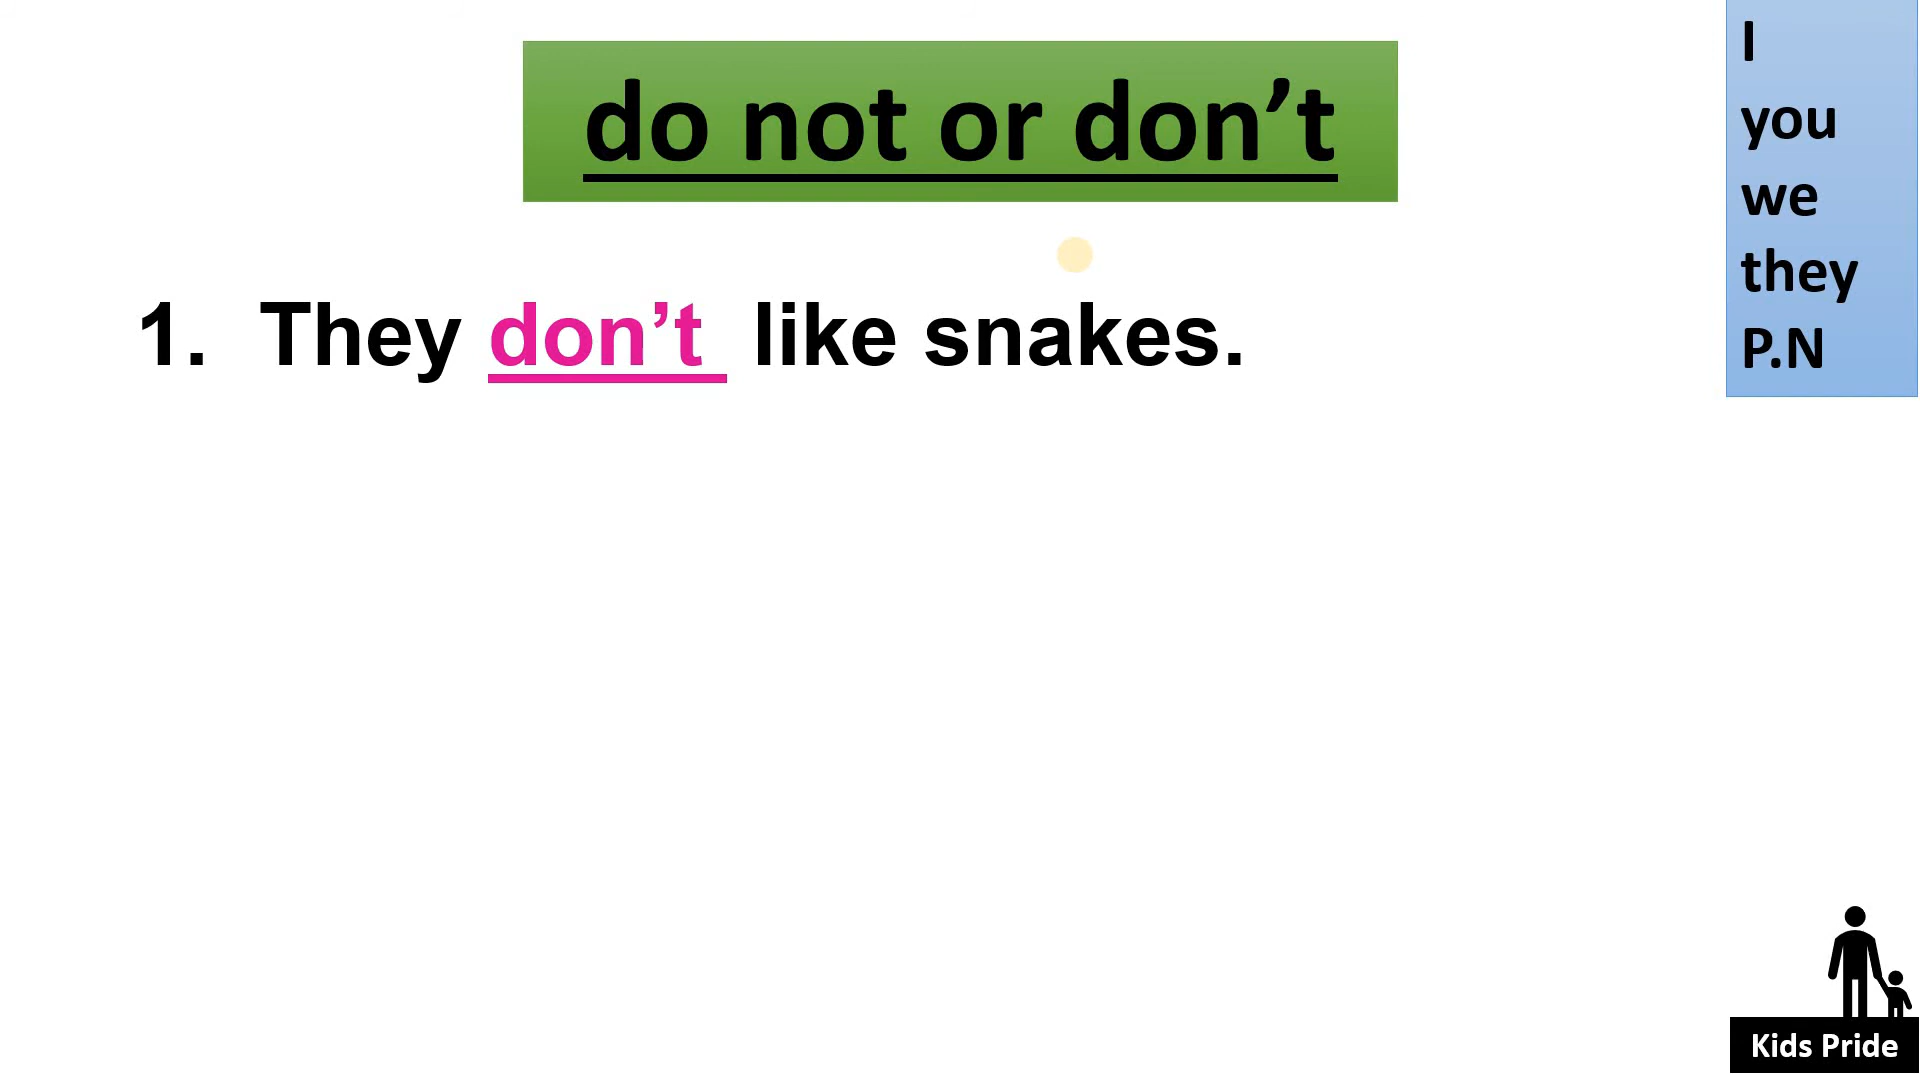 do not or don’t
I
you
we
they
P.N
1. They don’t like snakes.
Kids Pride